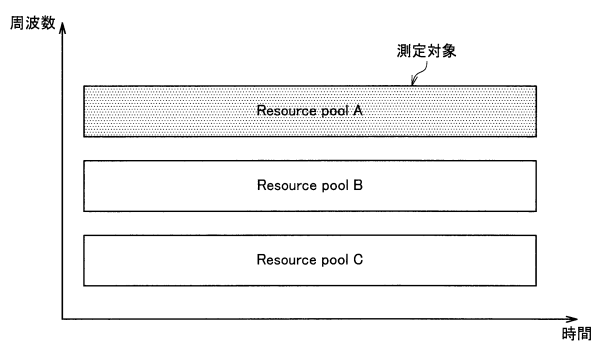 周波数
測定対象
Resource pool A
Resource pool B
Resource pool C
時間